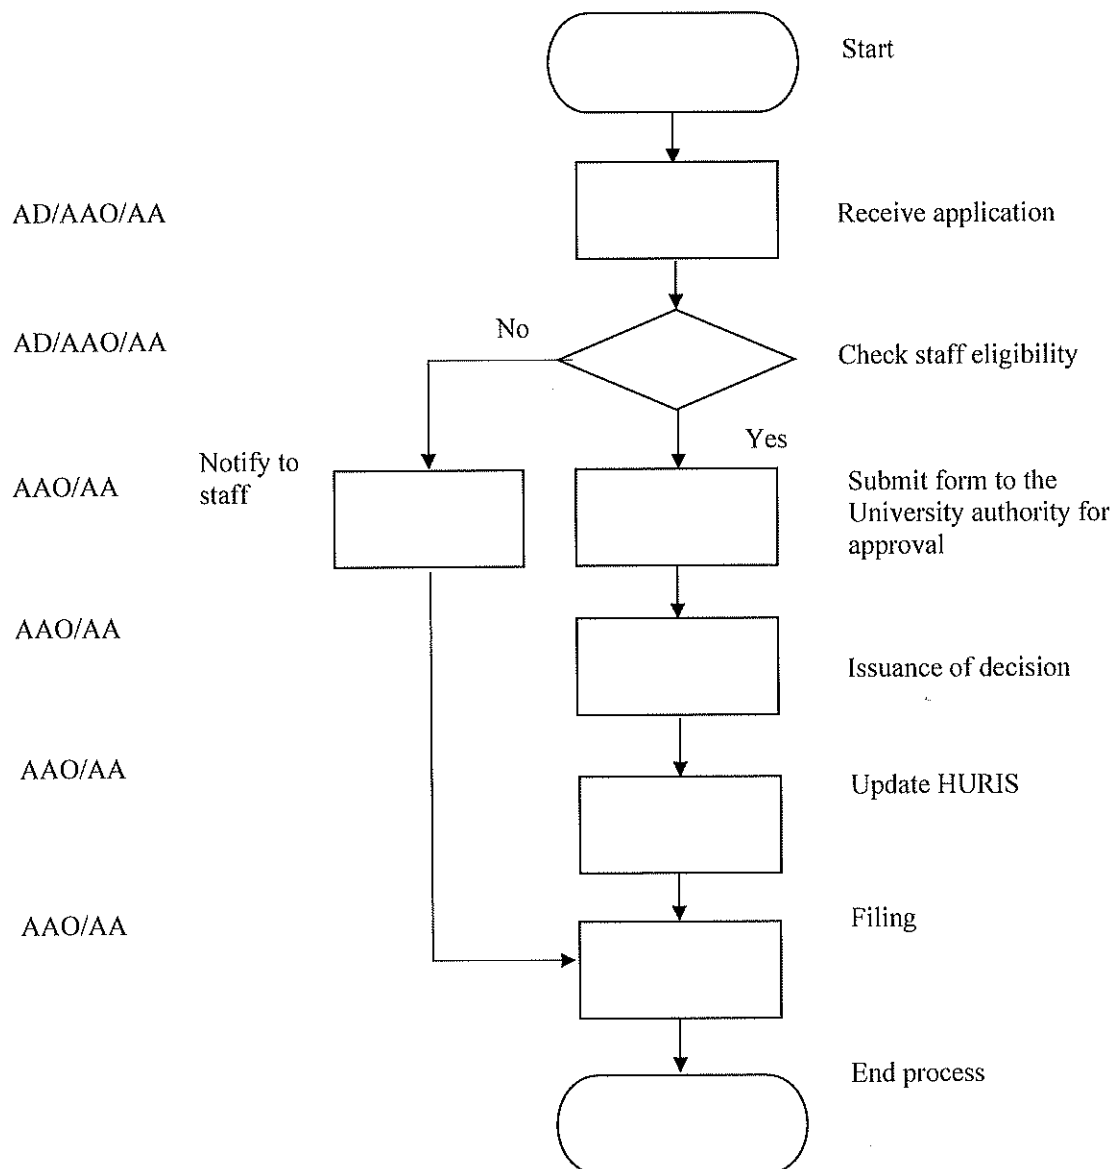 Start
AD/AAO/AA
Receive application
AD/AAO/AA
No
Check staff eligibility
Yes
AAO/AA
Notify to
staff
Submit form to the
University authority for
approval
AAO/AA
Issuance of decision
AAO/AA
Update HURIS
AAO/AA
Filing
End process